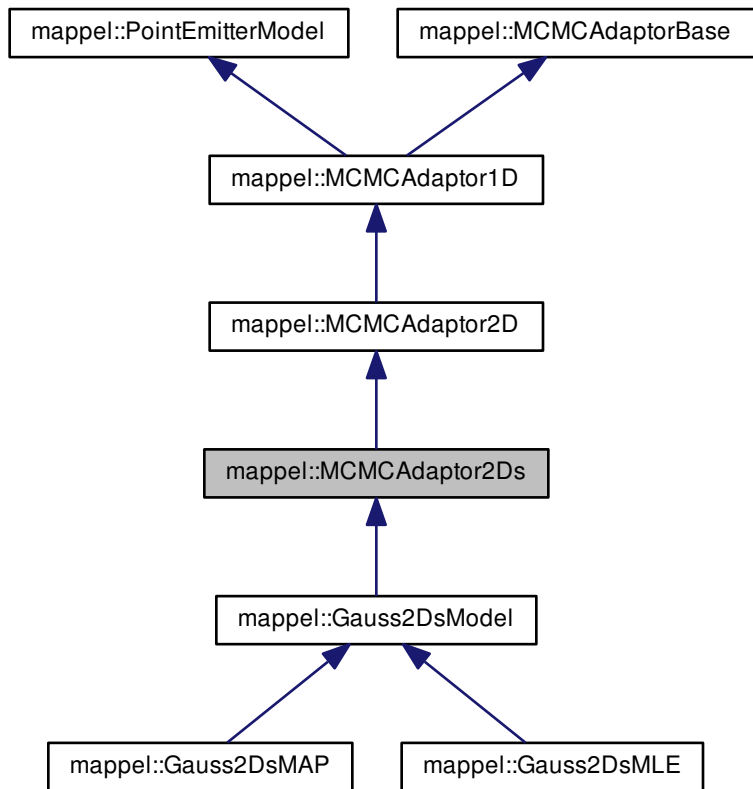 mappel::PointEmitterModel
mappel::MCMCAdaptorBase
mappel::MCMCAdaptor1D
mappel::MCMCAdaptor2D
mappel::MCMCAdaptor2Ds
mappel::Gauss2DsModel
mappel::Gauss2DsMAP
mappel::Gauss2DsMLE